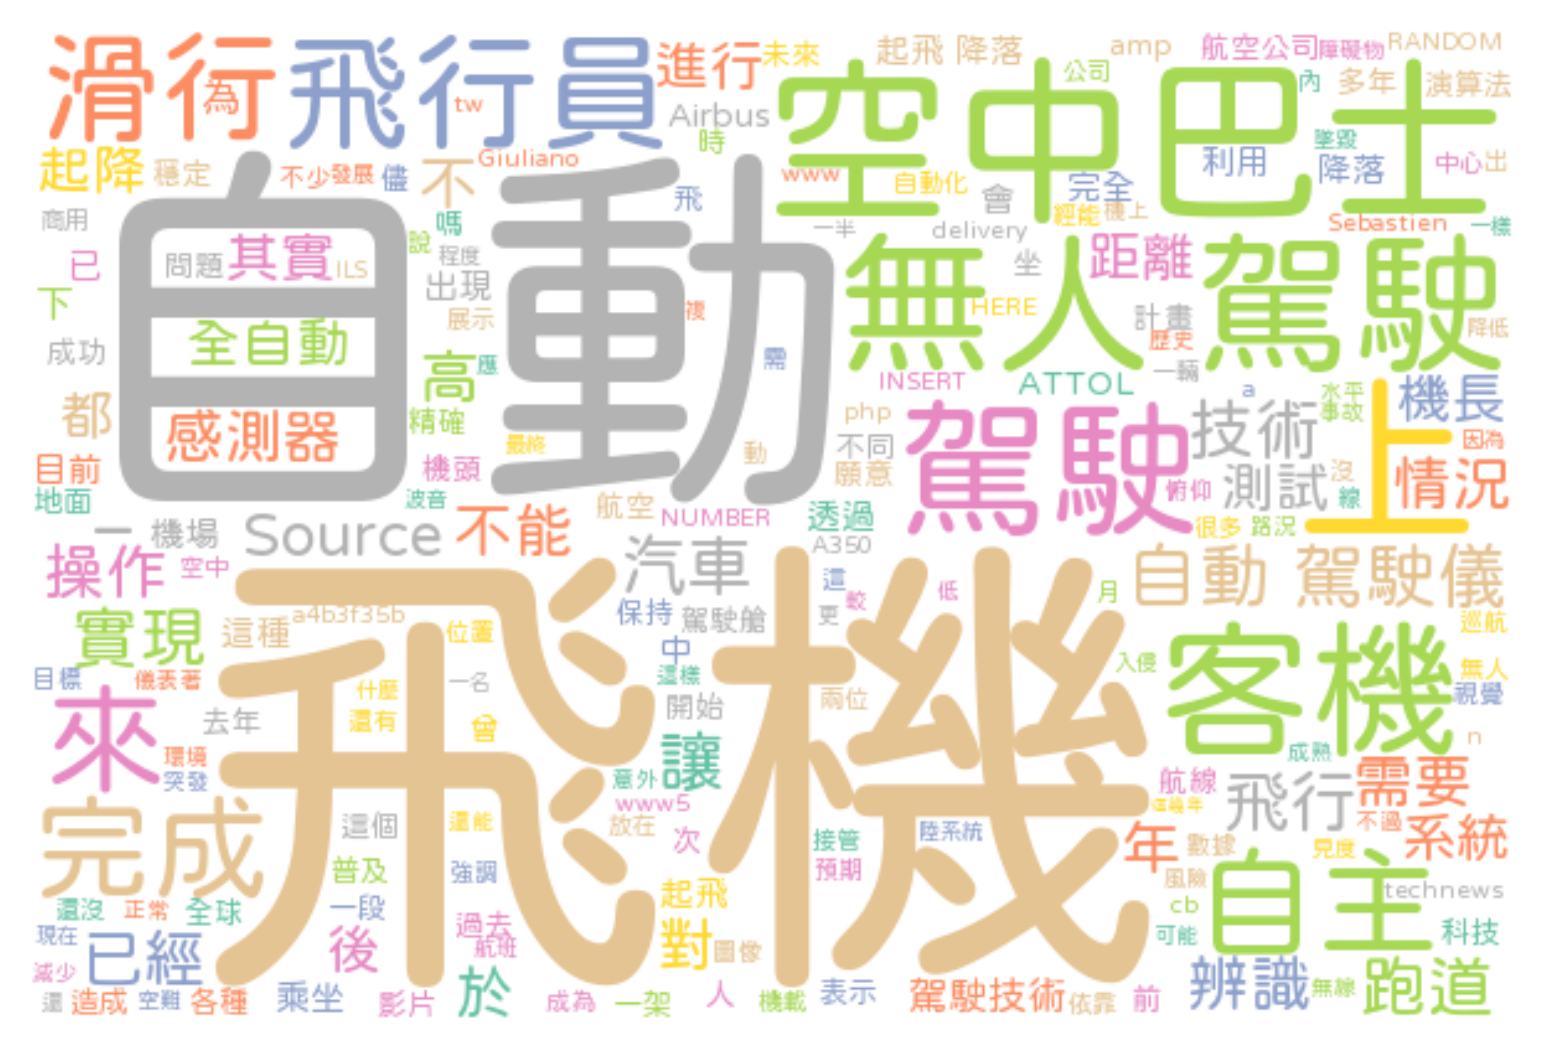 滑行
飛行員
進行
未來
起飛 降落
amp
航空公司
障礙物
RANDOM
為
tw
Airbus
時
公司
空中巴士
內
多年
演算法
起降
穩定
不少
發展
儘
不
Giuliano
www
自動化
利用
墜毀
降落
中心
出
商用
自動
嗎
飛
會
完全
經能
機上
一半
delivery
Sebastien
一樣
已
問題
其實
ILS
說
程度
出現
坐
距離
無人駕駛
下
全自動
展示
複
HERE
計畫
歷史
降低
成功
高
應
需
INSERT
ATTOL
一輛
a
水平
事故
機長
都
感測器
精確
最終
動
php
不同
願意
駕駛
技術
上
因為
目前
機頭
俯仰
測試
沒
線
情況
地面
波音
航空
NUMBER
透過
很多
路況
一
機場
Source
不能
汽車
A350
自動 駕駛儀
操作
空中
這
較
低
月
實現
這種
a4b3f35b
位置
保持
駕駛艙
更
巡航
目標
儀表著
什麼
一名
中
這樣
入侵
客機
無人
視覺
來
去年
還有
曾
開始
兩位
n
環境
突發
飛機
意外
讓
成熟
航線
飛行
需要
www5
完成
這個
還能
放在
次
接管
陸系統
年
數據
不過
系統
普及
強調
預期
風險
見度
還沒
正常
全球
一段
起飛
cb
自主
technews
現在
已經
後
過去
航班
對
圖像
可能
科技
減少
還
造成
空難
各種
乘坐
影片
於
成為
一架
人
機載
表示
駕駛技術
依靠
前
辨識
無線
跑道